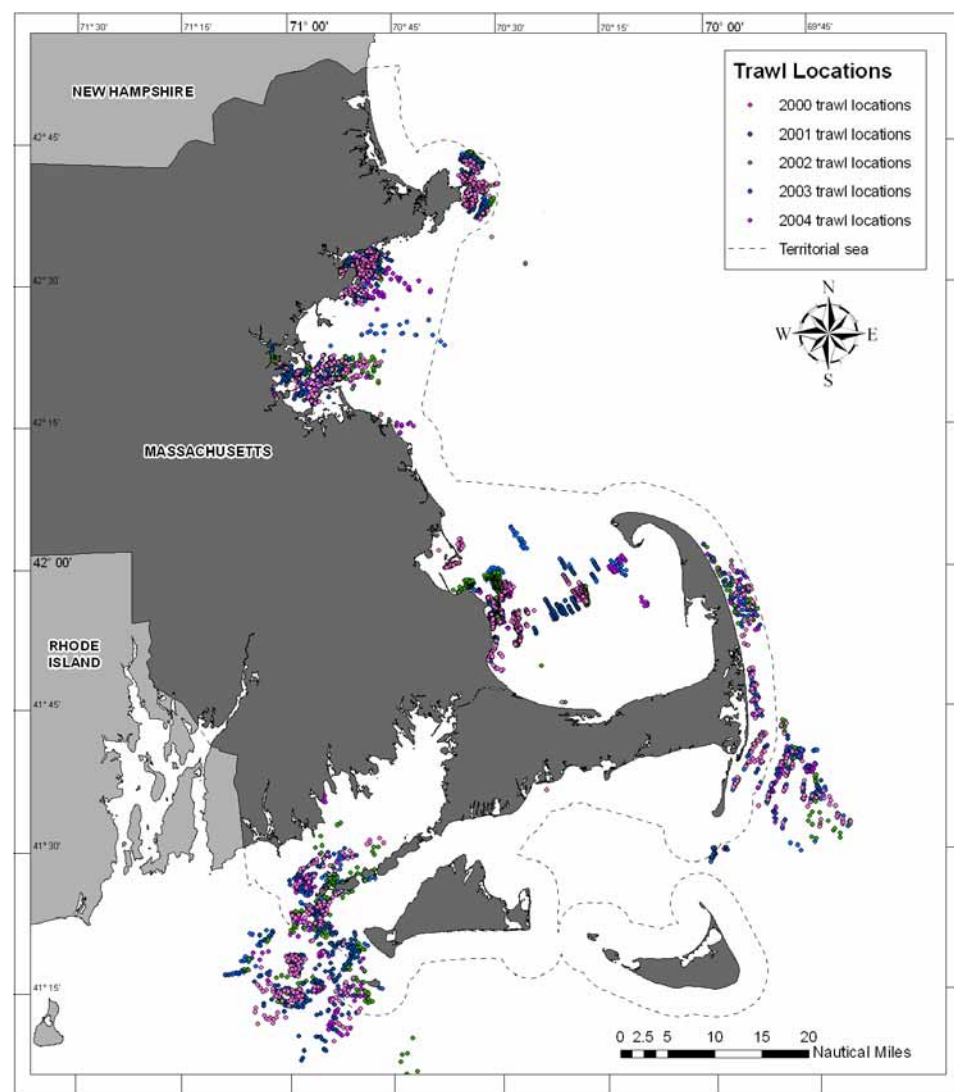 71° 30' 71° 15' 71° 00' 70° 45' 70° 30' 70° 15' 70° 00' 69° 45'
Trawl Locations
2000 trawl locations
2001 trawl locations
2002 trawl locations
2003 trawl locations
2004 trawl locations
Territorial sea
NEW HAMPSHIRE
42° 45'
N
W E
S
42° 30'
42° 15'
MASSACHUSETTS
42° 00'
RHODE
ISLAND
41° 45'
41° 30'
41° 15'
0 2.5 5 10 15 20
Nautical Miles